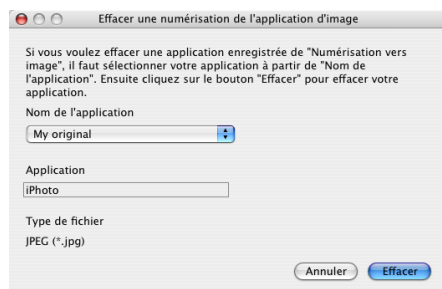 Effacer une numérisation de l'application d'image
Si vous voulez effacer une application enregistrée de "Numérisation vers
image", il faut sélectionner votre application à partir de "Nom de
l'application". Ensuite cliquez sur le bouton "Effacer" pour effacer votre
application.
Nom de l'application
My original
Application
iPhoto
Type de fichier
JPEG (*.jpg)
Annuler Effacer